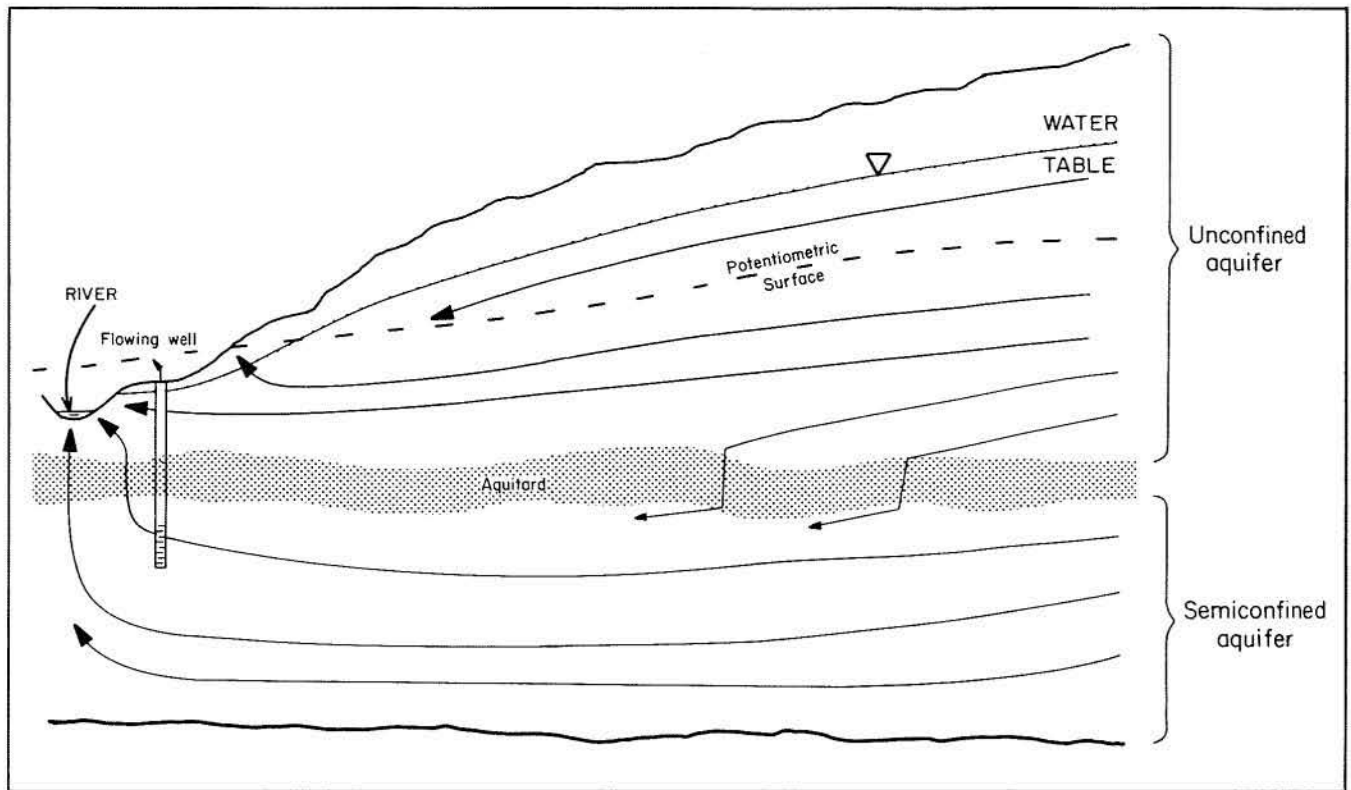 WATER
TABLE
Unconfined
aquifer
Potentiometric
Surface
RIVER
Flowing well
Aquitard
Semiconfined
aquifer